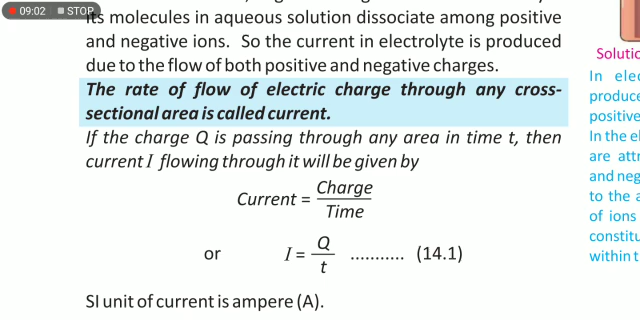 09:02 STOP
its molecules in aqueous solution dissociate among positive
and negative ions. So the current in electrolyte is produced
due to the flow of both positive and negative charges.
The rate of flow of electric charge through any cross-
sectional area is called current.
If the charge Q is passing through any area in time t, then
current I flowing through it will be given by
Current = Charge / Time
or I = Q / t ........... (14.1)
SI unit of current is ampere (A).
Solutio
In elec
produce
positive
In the el
are attr
and neg
to the a
of ions
constitu
within t